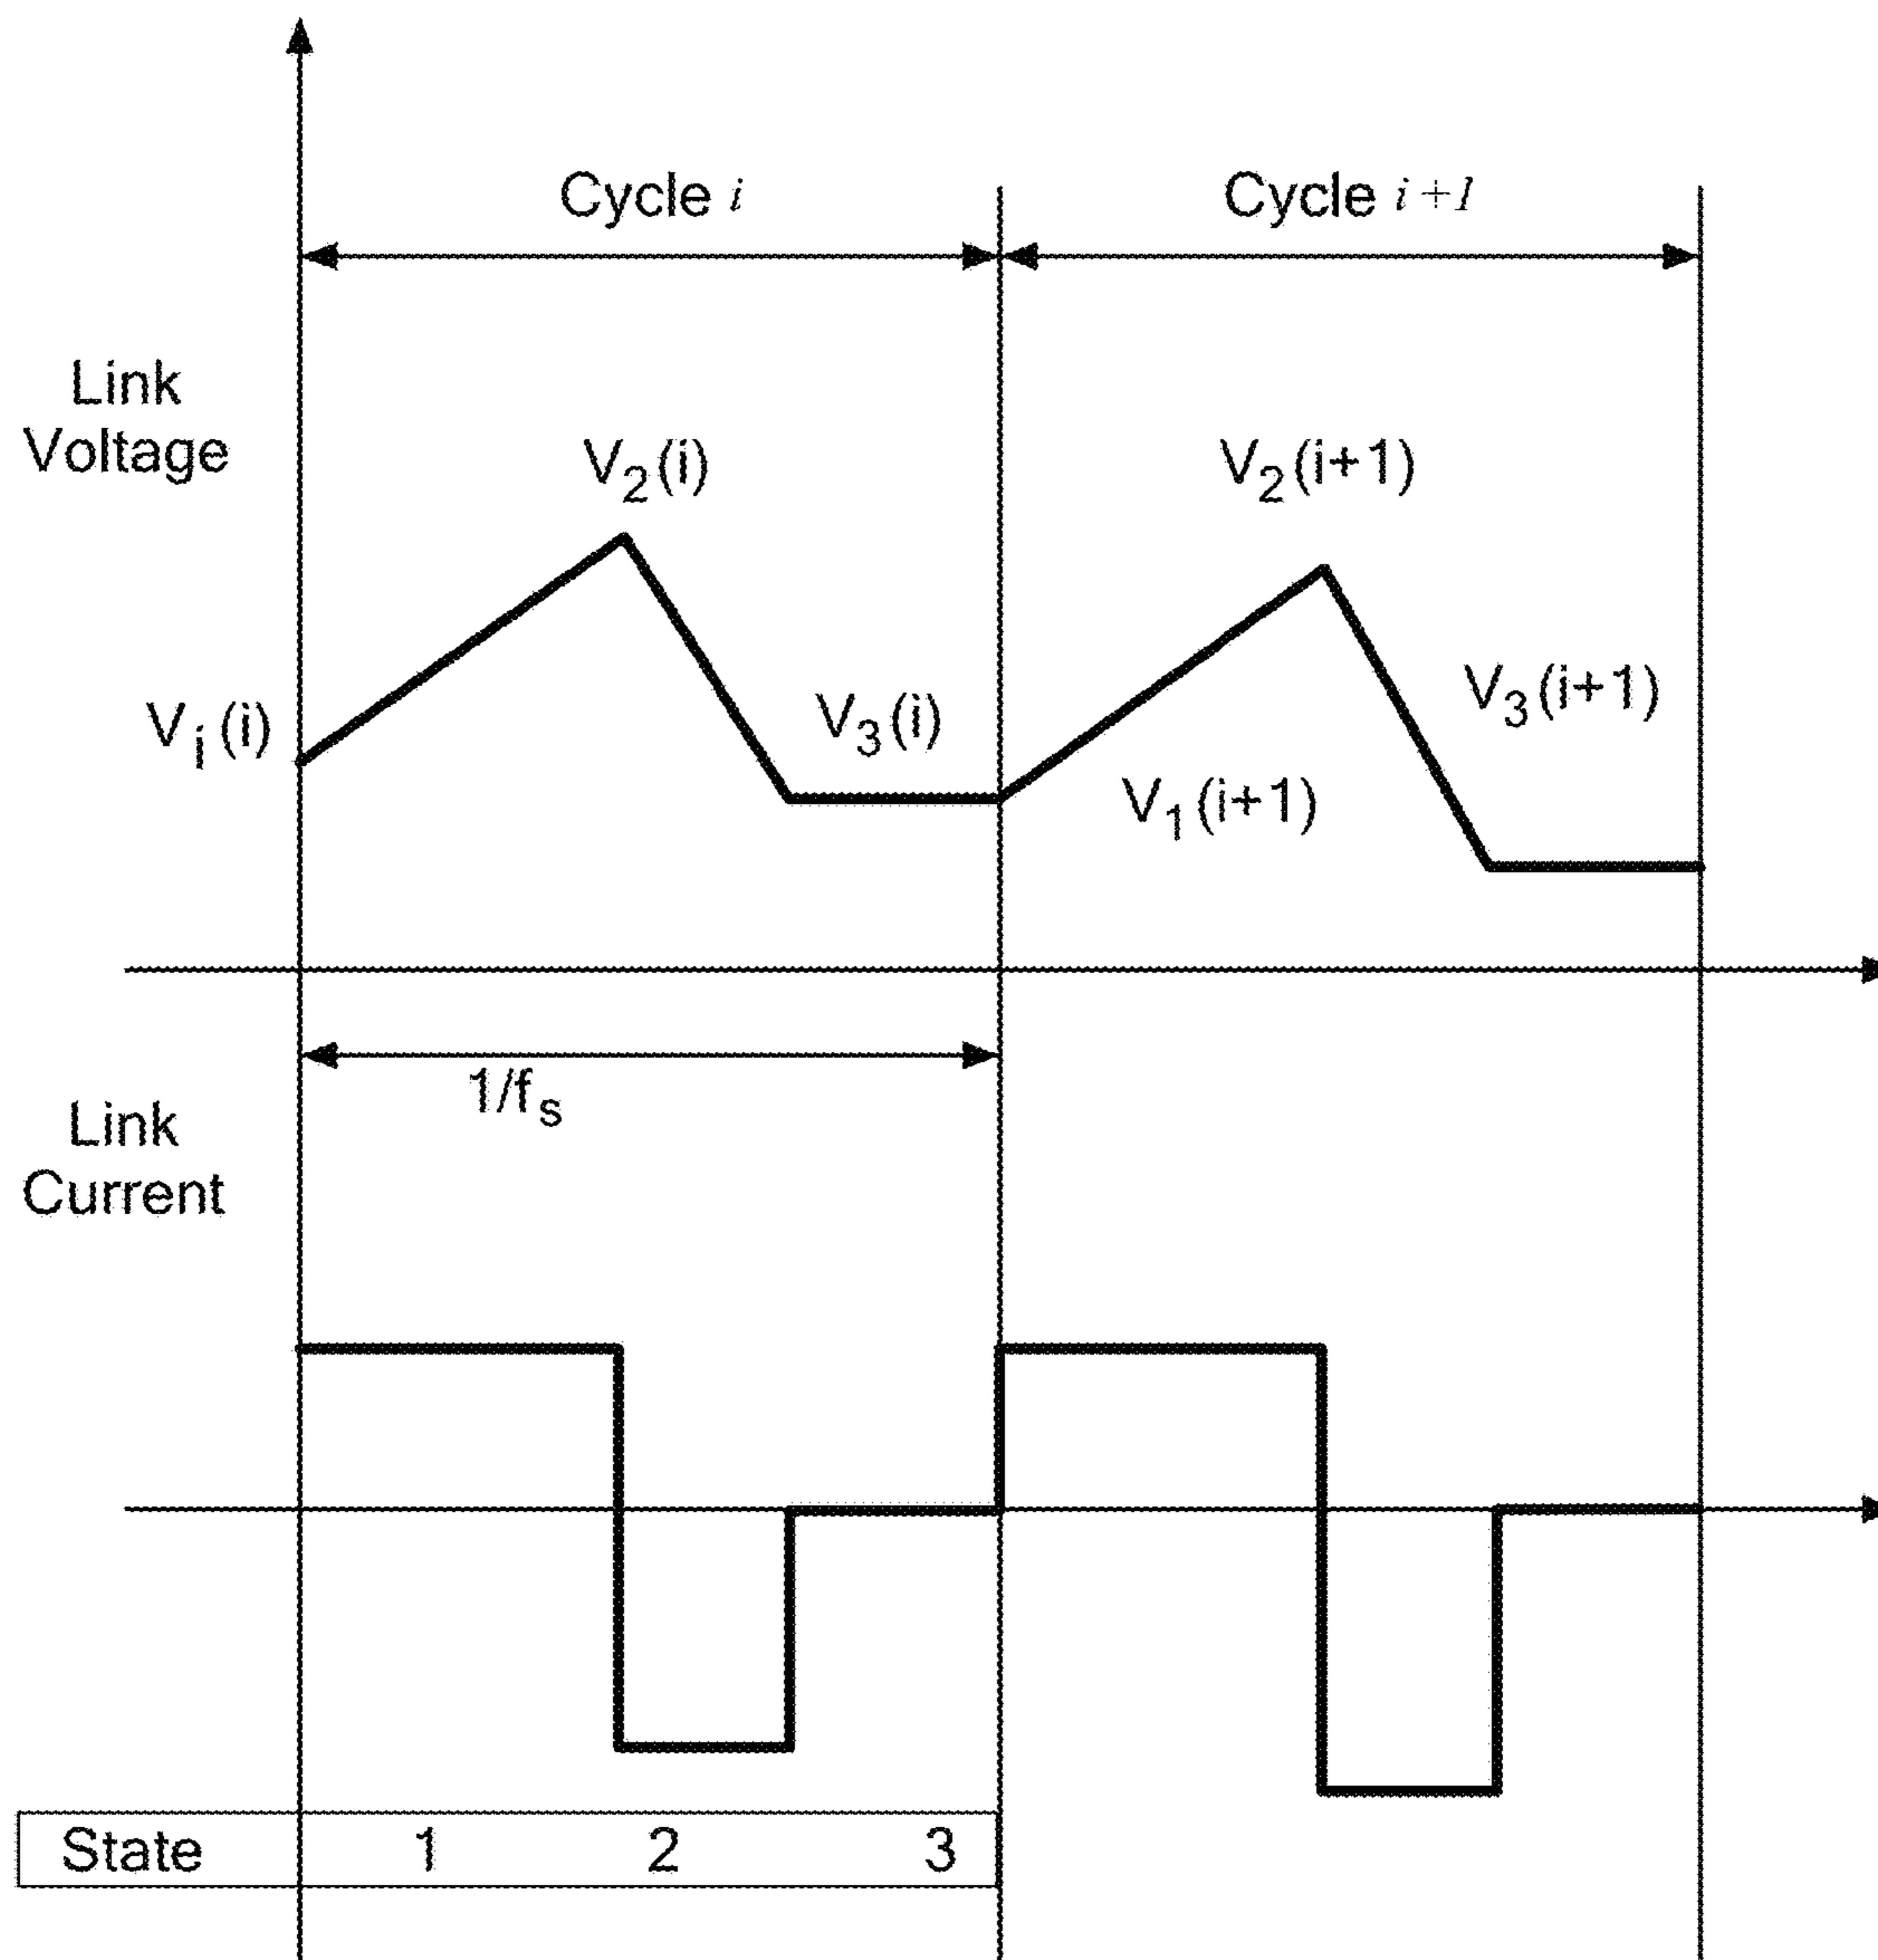 Cycle i
Cycle i+1
Link
Voltage
V₂(i)
V₂(i+1)
Vᵢ(i)
V₃(i)
V₃(i+1)
V₁(i+1)
1/fₛ
Link
Current
State 1 2 3